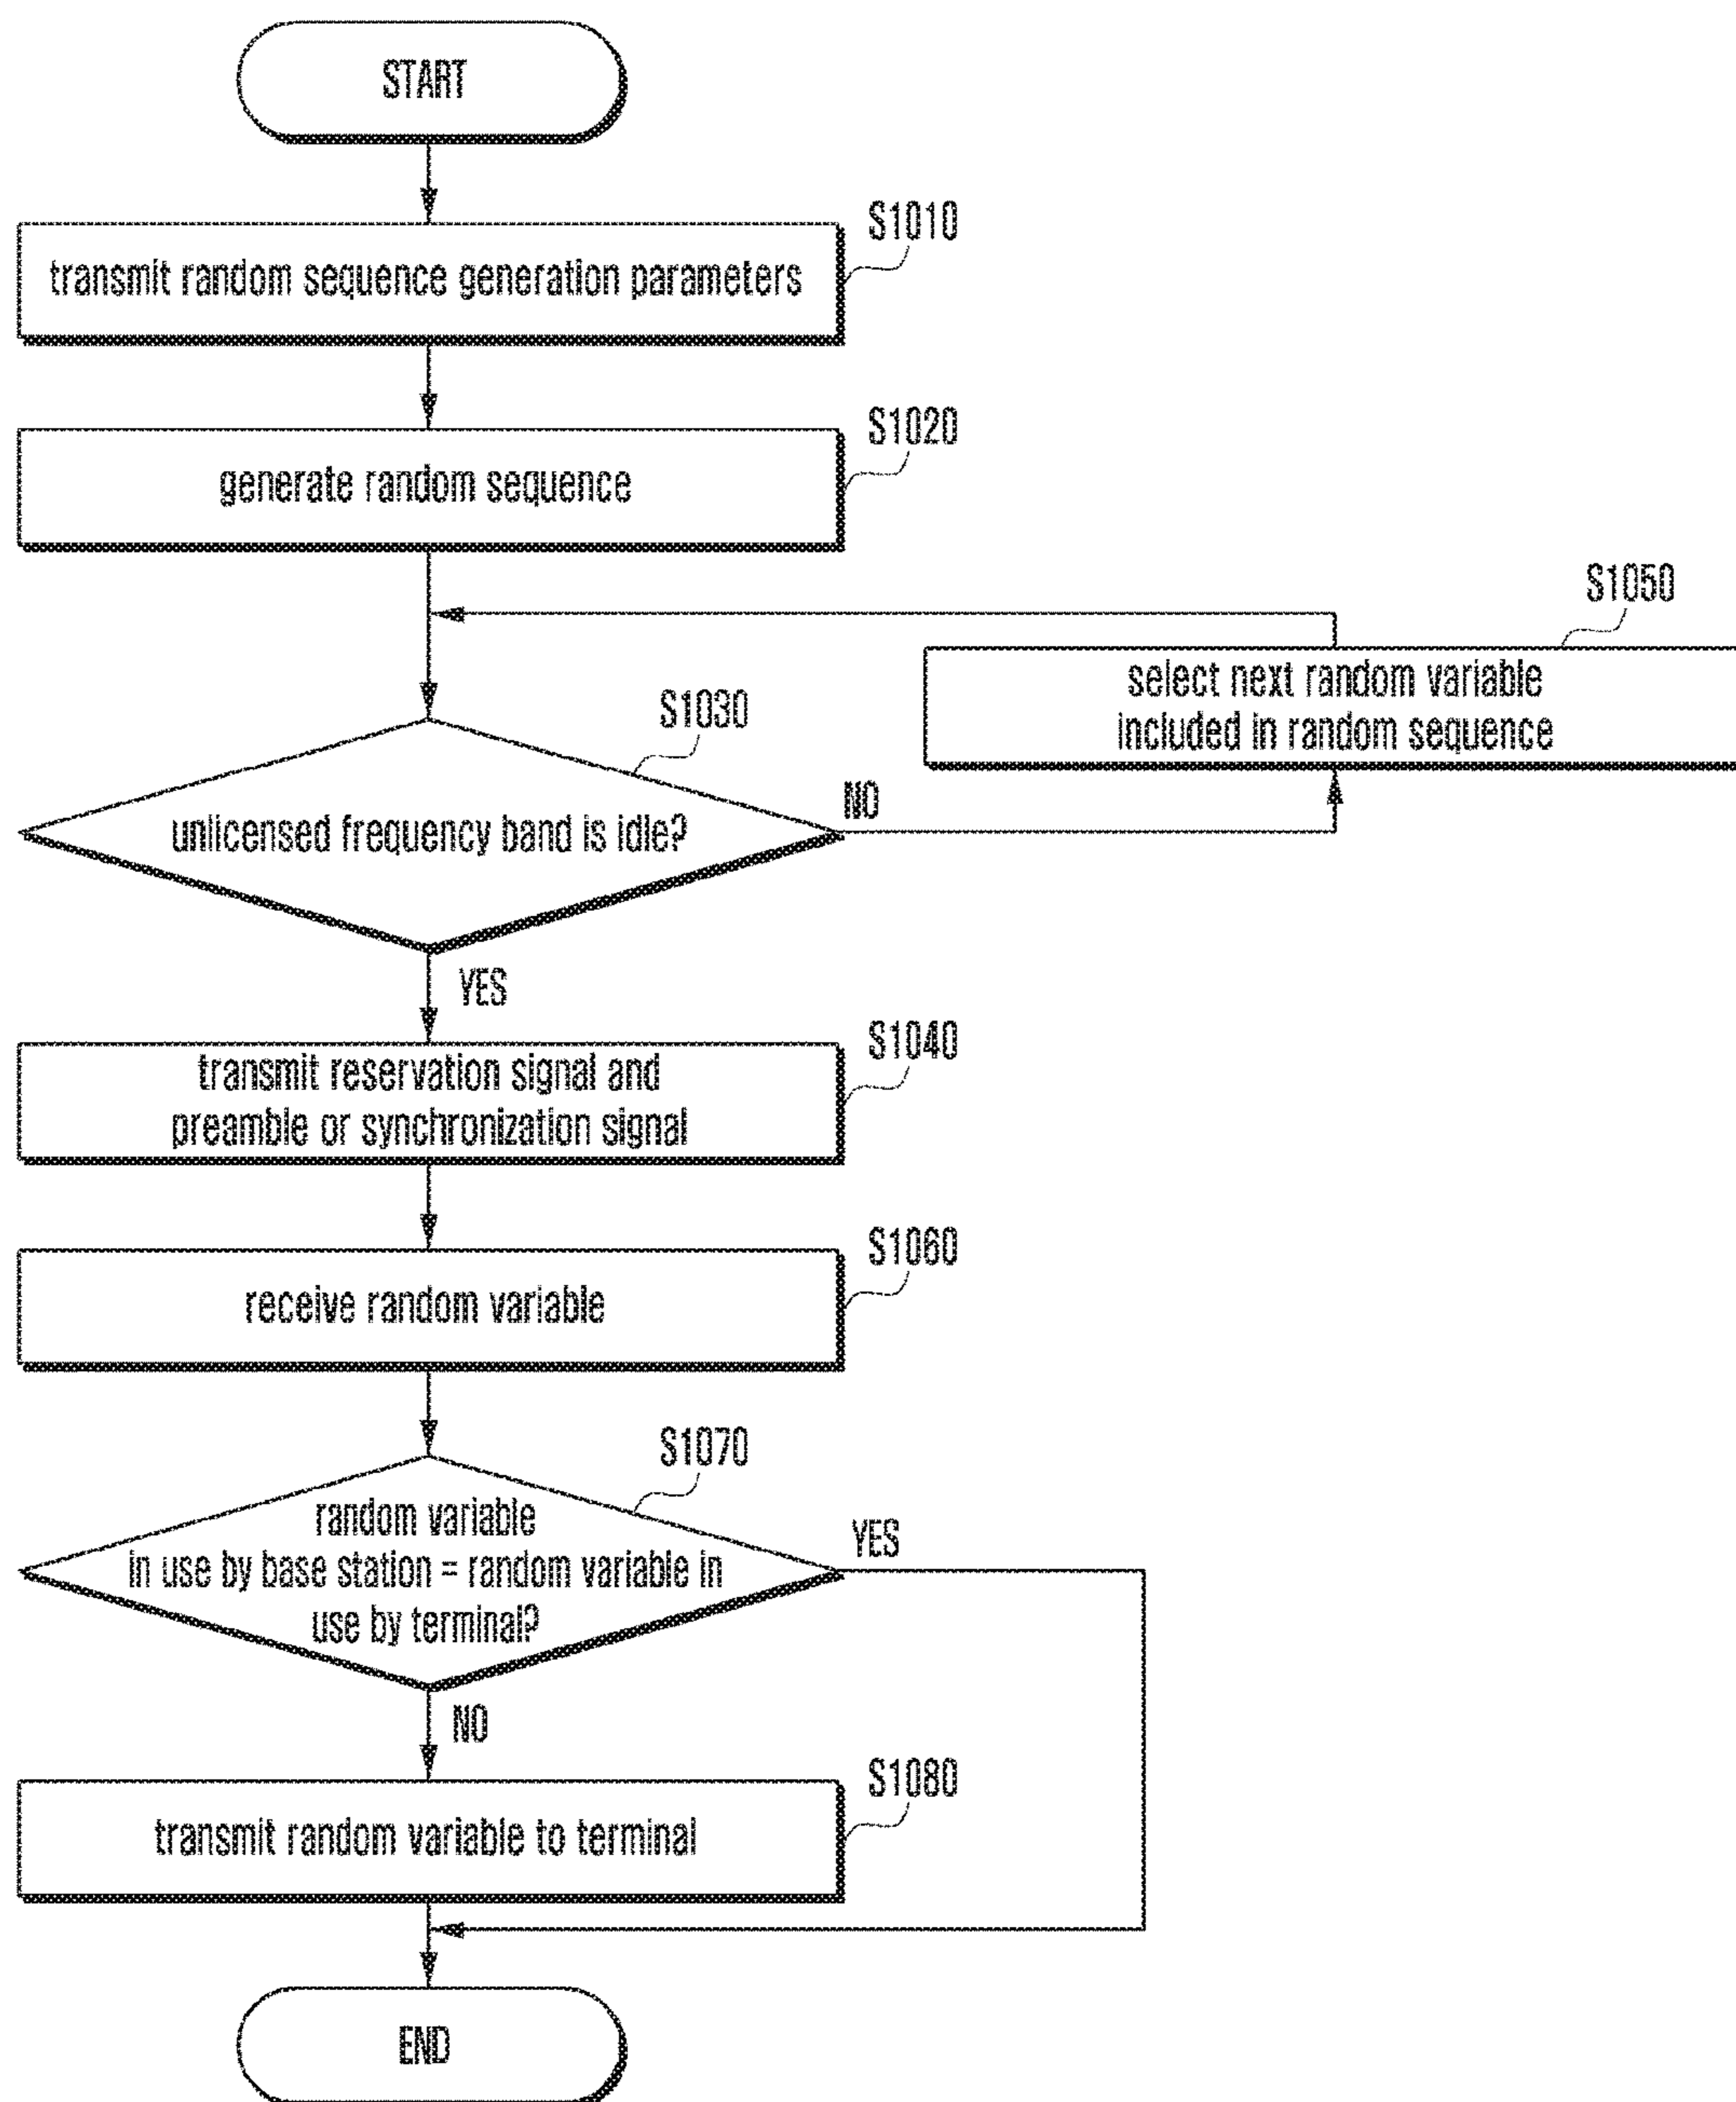 START
S1010
transmit random sequence generation parameters
S1020
generate random sequence
S1050
select next random variable
included in random sequence
S1030
unlicensed frequency band is idle?
NO
YES
S1040
transmit reservation signal and
preamble or synchronization signal
S1060
receive random variable
S1070
random variable
in use by base station = random variable in
use by terminal?
YES
NO
S1080
transmit random variable to terminal
END